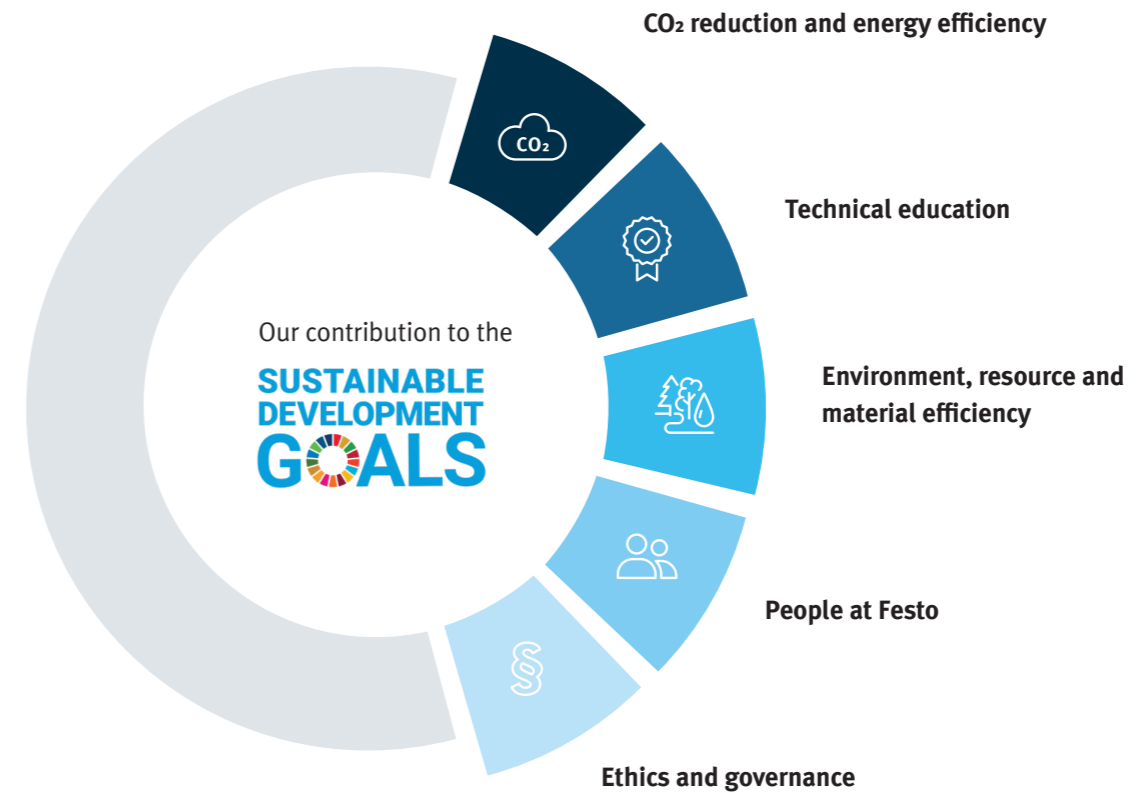 CO₂ reduction and energy efficiency
CO₂
Technical education
Our contribution to the
SUSTAINABLE
DEVELOPMENT
GOALS
Environment, resource and
material efficiency
People at Festo
§
Ethics and governance